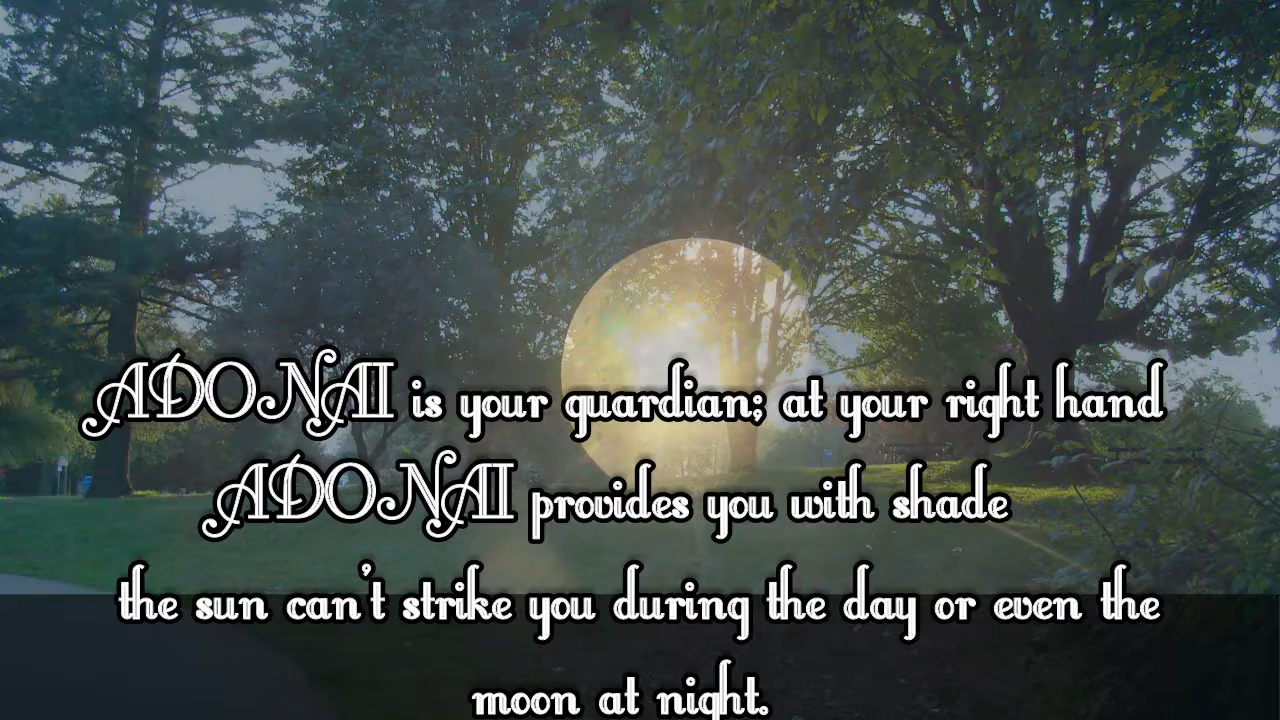 ADONAI is your guardian; at your right hand
ADONAI provides you with shade
the sun can't strike you during the day or even the
moon at night.